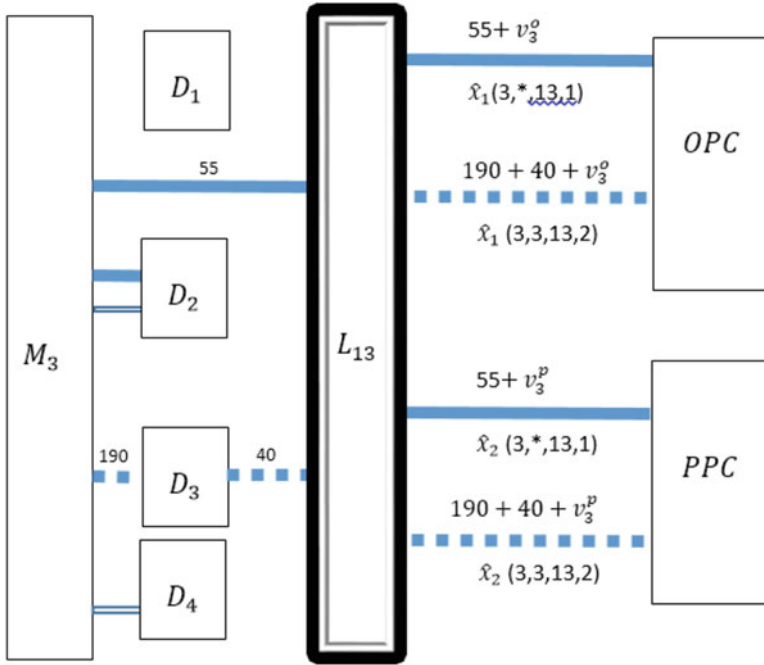 M₃
D₁
55
D₂
190
D₃
40
D₄
L₁₃
55+ v₃ᵒ
x̂₁(3,*,13,1)
190 + 40 + v₃ᵒ
x̂₁ (3,3,13,2)
OPC
55+ v₃ᵖ
x̂₂ (3,*,13,1)
190 + 40 + v₃ᵖ
x̂₂ (3,3,13,2)
PPC